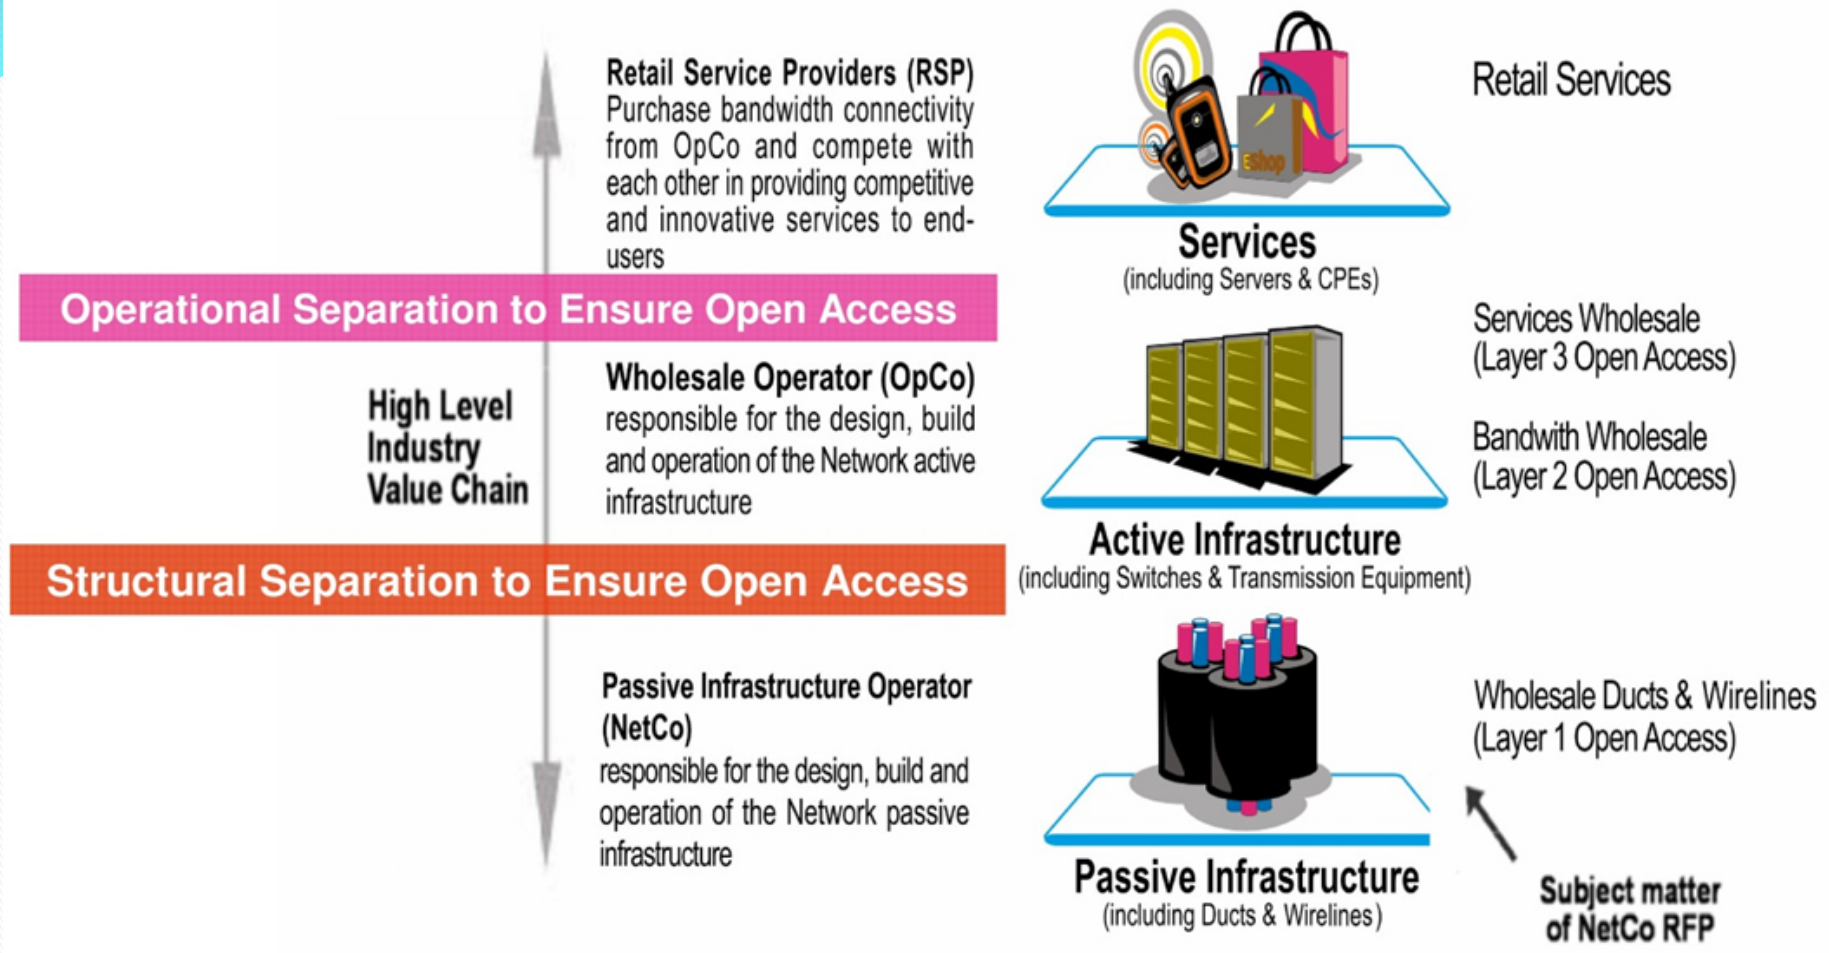 Retail Service Providers (RSP)
Purchase bandwidth connectivity
from OpCo and compete with
each other in providing competitive
and innovative services to end-
users
Eshop
Services
(including Servers & CPEs)
Retail Services
Operational Separation to Ensure Open Access
High Level
Industry
Value Chain
Wholesale Operator (OpCo)
responsible for the design, build
and operation of the Network active
infrastructure
Active Infrastructure
(including Switches & Transmission Equipment)
Services Wholesale
(Layer 3 Open Access)
Bandwith Wholesale
(Layer 2 Open Access)
Structural Separation to Ensure Open Access
Passive Infrastructure Operator
(NetCo)
responsible for the design, build and
operation of the Network passive
infrastructure
Passive Infrastructure
(including Ducts & Wirelines)
Wholesale Ducts & Wirelines
(Layer 1 Open Access)
Subject matter
of NetCo RFP